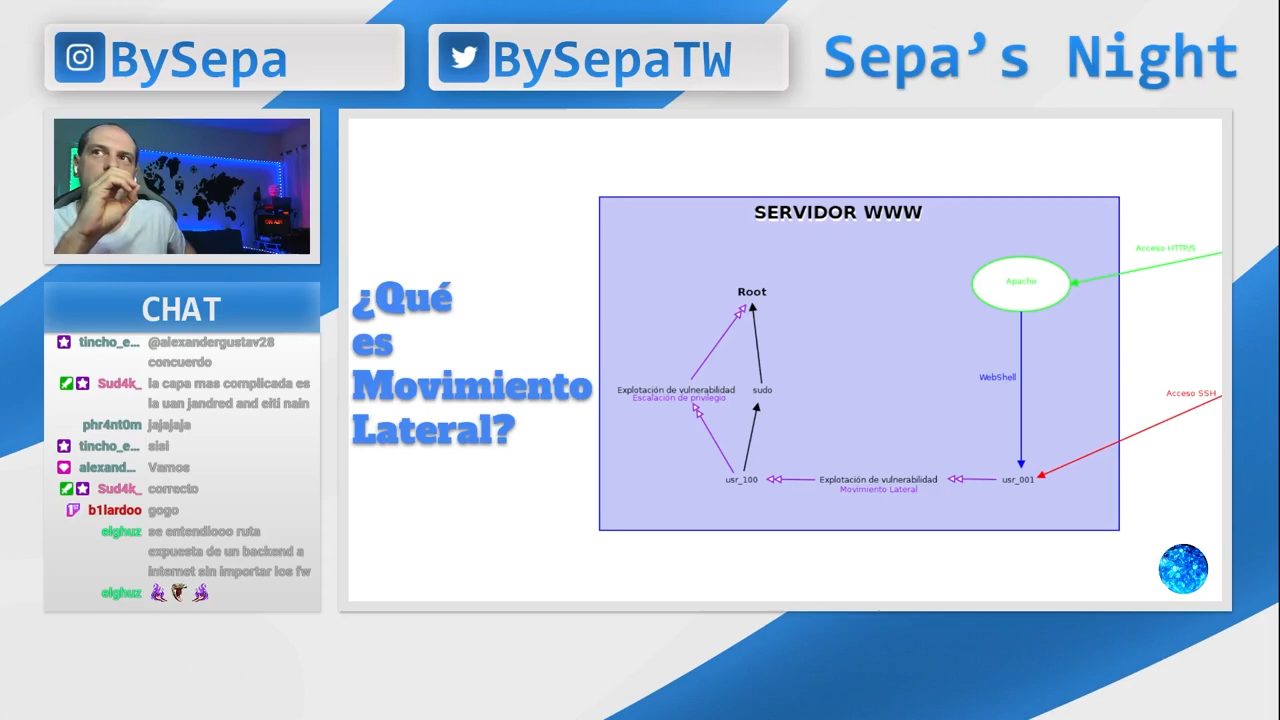 BySepa
BySepaTW
Sepa’s Night
CHAT
tincho_e... @alexandergustav28
concuerdo
Sud4k_ la capa mas complicada es
la uan jandred and eiti nain
phr4nt0m jajajaja
tincho_e... sisi
alexand... Vamos
Sud4k_ correcto
b1lardoo gogo
eighuz se entendiooo ruta
expuesta de un backend a
internet sin importar los fw
eighuz
¿Qué
es
Movimiento
Lateral?
SERVIDOR WWW
Acceso HTTP/S
Apache
Root
WebShell
Explotación de vulnerabilidad
Escalación de privilegio
sudo
Acceso SSH
usr_100
Explotación de vulnerabilidad
Movimiento Lateral
usr_001